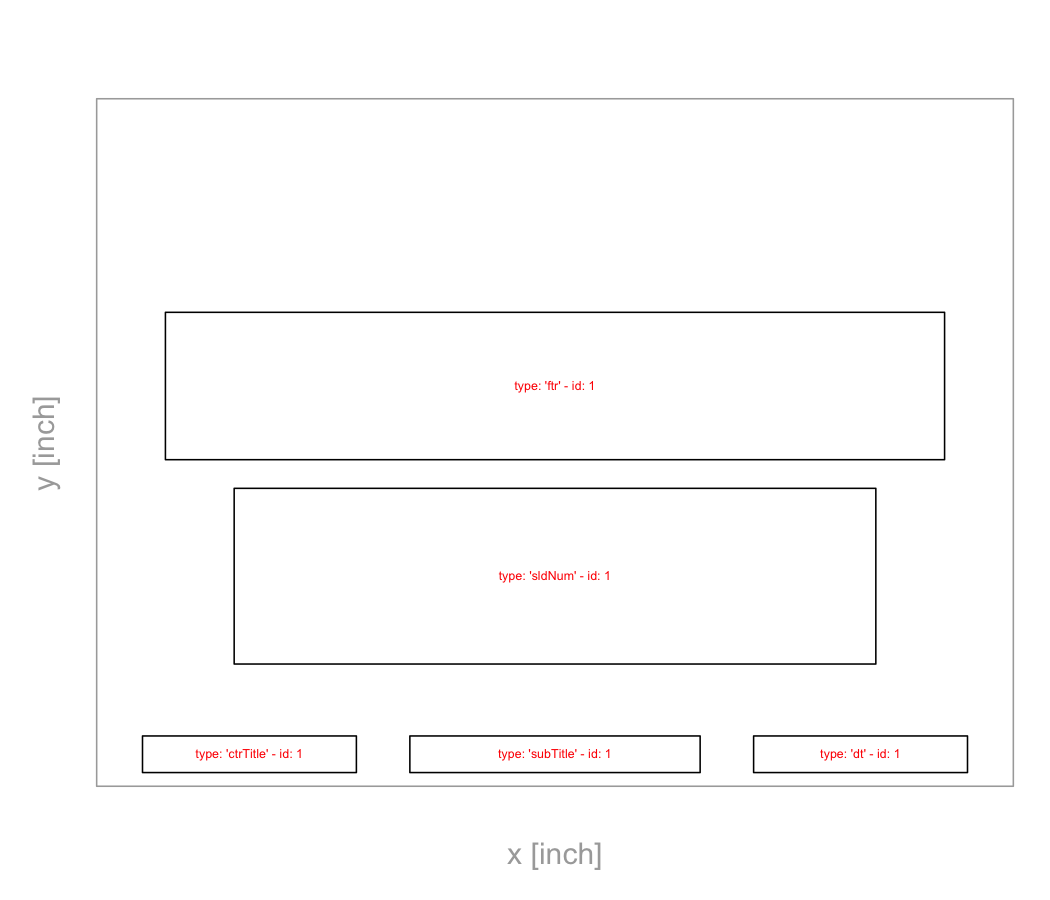 type: 'ftr' - id: 1
y [inch]
type: 'sldNum' - id: 1
type: 'ctrTitle' - id: 1
type: 'subTitle' - id: 1
type: 'dt' - id: 1
x [inch]